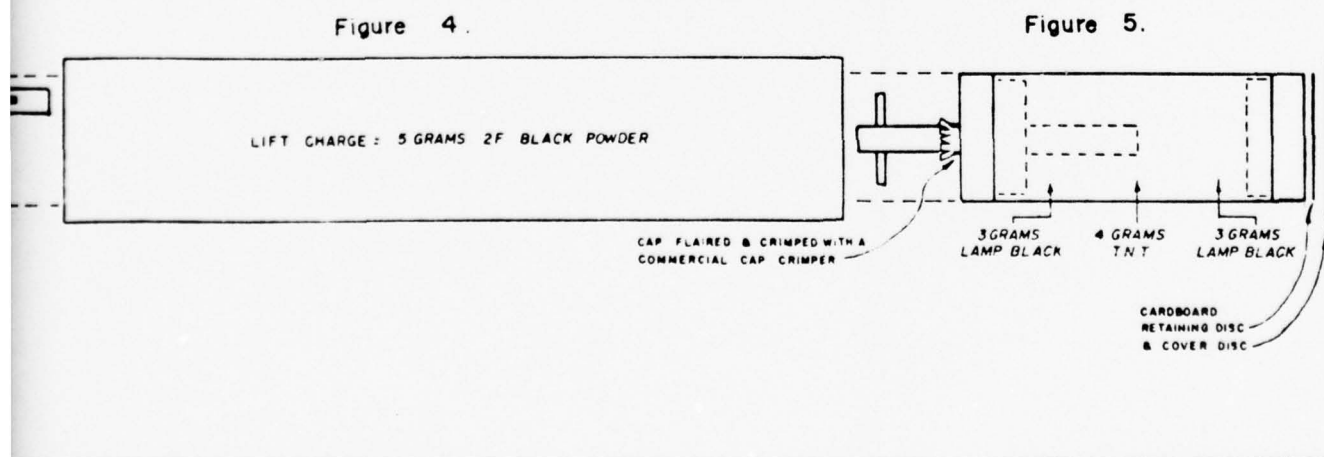 Figure 4.
Figure 5.
LIFT CHARGE: 5 GRAMS 2F BLACK POWDER
CAP FLAIRED & CRIMPED WITH A
COMMERCIAL CAP CRIMPER
3 GRAMS
LAMP BLACK
4 GRAMS
TNT
3 GRAMS
LAMP BLACK
CARDBOARD
RETAINING DISC
& COVER DISC